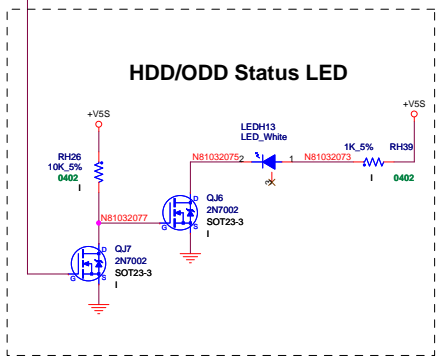 HDD/ODD Status LED
+V5S
+V5S
LEDH13
LED_White
1K_5%
RH39
RH26
10K_5%
0402
I
N81032075
2
1
N81032073
I
0402
3
N81032077
D
G
S
QJ6
2N7002
SOT23-3
I
D
G
S
QJ7
2N7002
SOT23-3
I